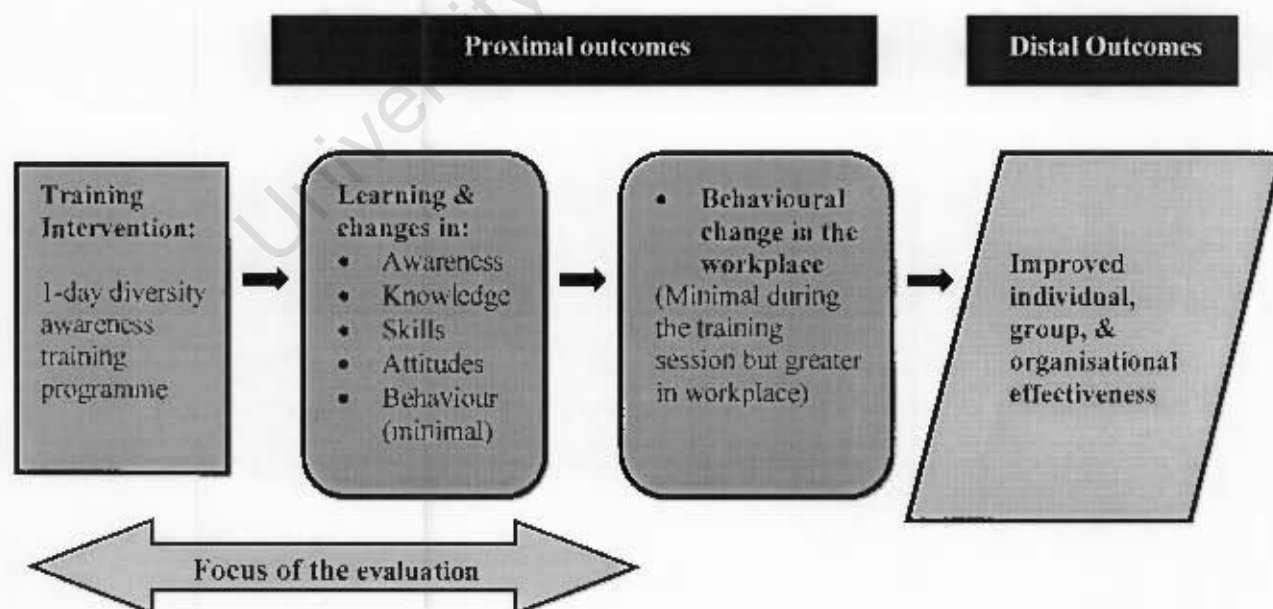 Proximal outcomes
Distal Outcomes
Training
Intervention:
1-day diversity
awareness
training
programme
Learning &
changes in:
• Awareness
• Knowledge
• Skills
• Attitudes
• Behaviour
(minimal)
• Behavioural
change in the
workplace
(Minimal during
the training
session but greater
in workplace)
Improved
individual,
group, &
organisational
effectiveness
Focus of the evaluation
University